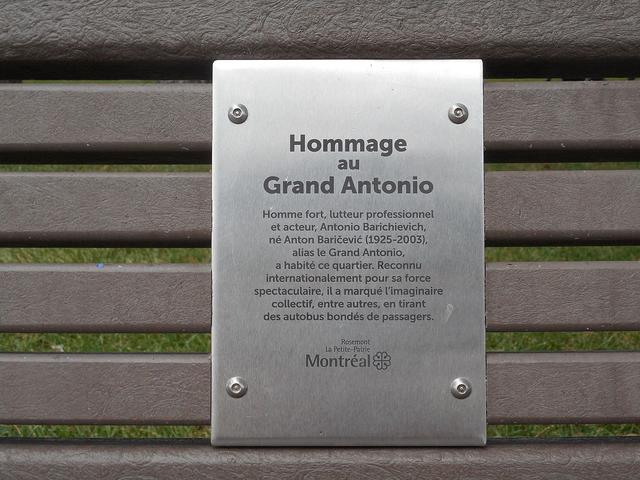 Hommage
au
Grand Antonio
Homme fort, lutteur professionnel
et acteur, Antonio Barichievich,
né Anton Baričević (1925-2003),
alias le Grand Antonio,
a habité ce quartier. Reconnu
internationalement pour sa force
spectaculaire, il a marqué l'imaginaire
collectif, entre autres, en tirant
des autobus bondés de passagers.
Rosemont
La Petite-Patrie
Montréal